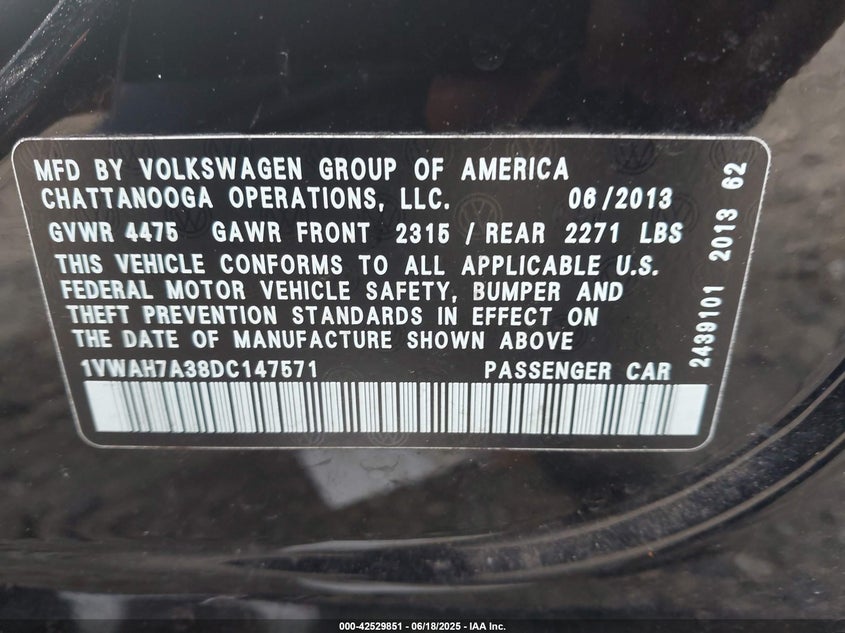 MFD BY VOLKSWAGEN GROUP OF AMERICA
CHATTANOOGA OPERATIONS, LLC. 06/2013
GVWR 4475 GAWR FRONT 2315 / REAR 2271 LBS
THIS VEHICLE CONFORMS TO ALL APPLICABLE U.S.
FEDERAL MOTOR VEHICLE SAFETY, BUMPER AND
THEFT PREVENTION STANDARDS IN EFFECT ON
THE DATE OF MANUFACTURE SHOWN ABOVE
1VWAH7A38DC147571 PASSENGER CAR
2439101 2013 62
000-42529851 / 06/18/2025 - IAA Inc.